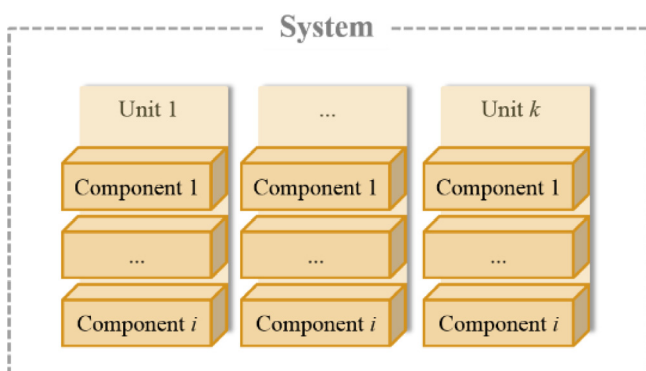 System
Unit 1
...
Unit k
Component 1
Component 1
Component 1
...
...
...
Component i
Component i
Component i